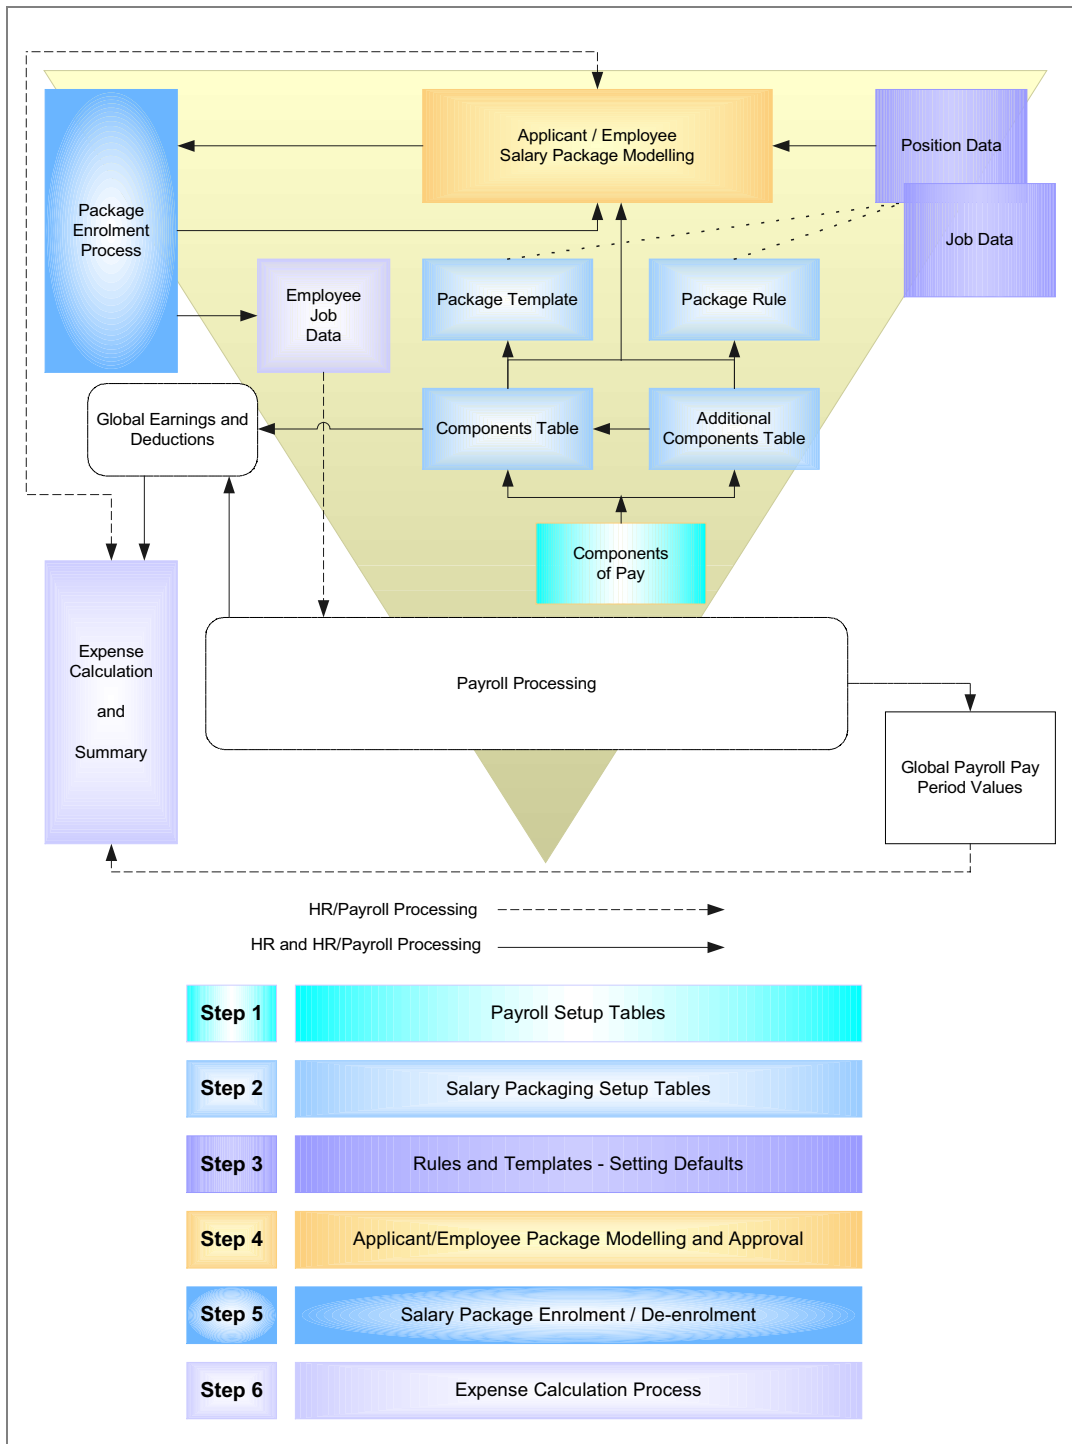 Applicant / Employee
Salary Package Modelling
Position Data
Job Data
Package
Enrolment
Process
Employee
Job
Data
Package Template
Package Rule
Global Earnings and
Deductions
Components Table
Additional
Components Table
Components
of Pay
Expense
Calculation
and
Summary
Payroll Processing
Global Payroll Pay
Period Values
HR/Payroll Processing
HR and HR/Payroll Processing
Step 1
Payroll Setup Tables
Step 2
Salary Packaging Setup Tables
Step 3
Rules and Templates - Setting Defaults
Step 4
Applicant/Employee Package Modelling and Approval
Step 5
Salary Package Enrolment / De-enrolment
Step 6
Expense Calculation Process